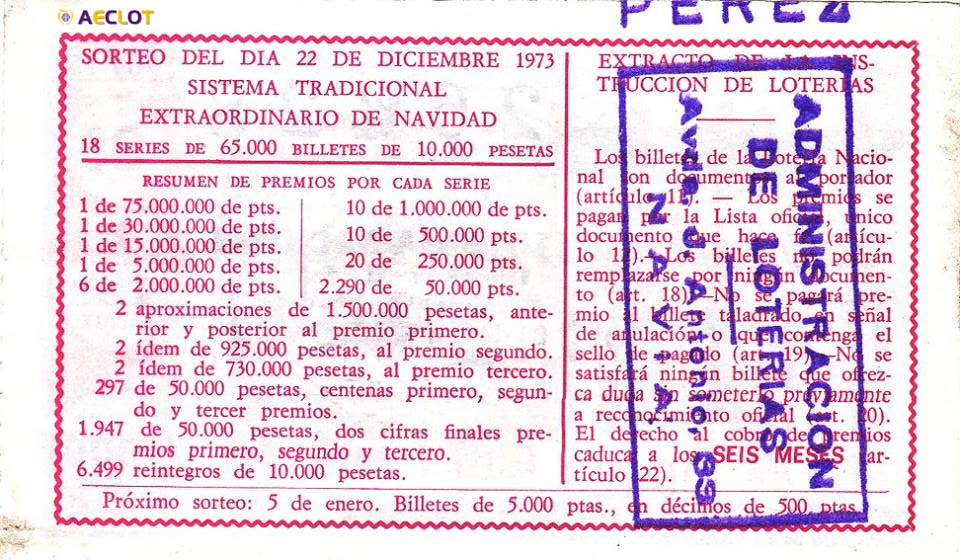 AECLOT
PEREZ
SORTEO DEL DIA 22 DE DICIEMBRE 1973
SISTEMA TRADICIONAL
EXTRAORDINARIO DE NAVIDAD
18 SERIES DE 65.000 BILLETES DE 10.000 PESETAS
RESUMEN DE PREMIOS POR CADA SERIE
1 de 75.000.000 de pts.
1 de 30.000.000 de pts.
1 de 15.000.000 de pts.
1 de 5.000.000 de pts.
6 de 2.000.000 de pts.
10 de 1.000.000 de pts.
10 de 500.000 pts.
20 de 250.000 pts.
2.290 de 50.000 pts.
2 aproximaciones de 1.500.000 pesetas, ante-
rior y posterior al premio primero.
2 ídem de 925.000 pesetas, al premio segundo.
2 ídem de 730.000 pesetas, al premio tercero.
297 de 50.000 pesetas, centenas primero, segun-
do y tercer premios.
1.947 de 50.000 pesetas, dos cifras finales pre-
mios primero, segundo y tercero.
6.499 reintegros de 10.000 pesetas.
EXTRACTO DE LA INS-
TRUCCION DE LOTERIAS
Los billetes de la Lotería Nacio-
nal son documentos al portador
(artículo 11). — Los premios se
pagan por la Lista oficial, único
documento que hace fe (artícu-
lo 12).—Los billetes no podrán
remplazarse por ningún documen-
to (art. 18).—No se pagará pre-
mio al billete taladrado en señal
de anulación o que contenga el
sello de pagado (art. 19).—No se
satisfará ningún billete que ofrez-
ca duda sin someterlo previamente
a reconocimiento oficial (art. 20).
El derecho al cobro de premios
caduca a los SEIS MESES (ar-
tículo 22).
Próximo sorteo: 5 de enero. Billetes de 5.000 ptas., en décimos de 500 ptas.
ADMINISTRACION
DE LOTERIAS
Avda. J. Antonio, 39